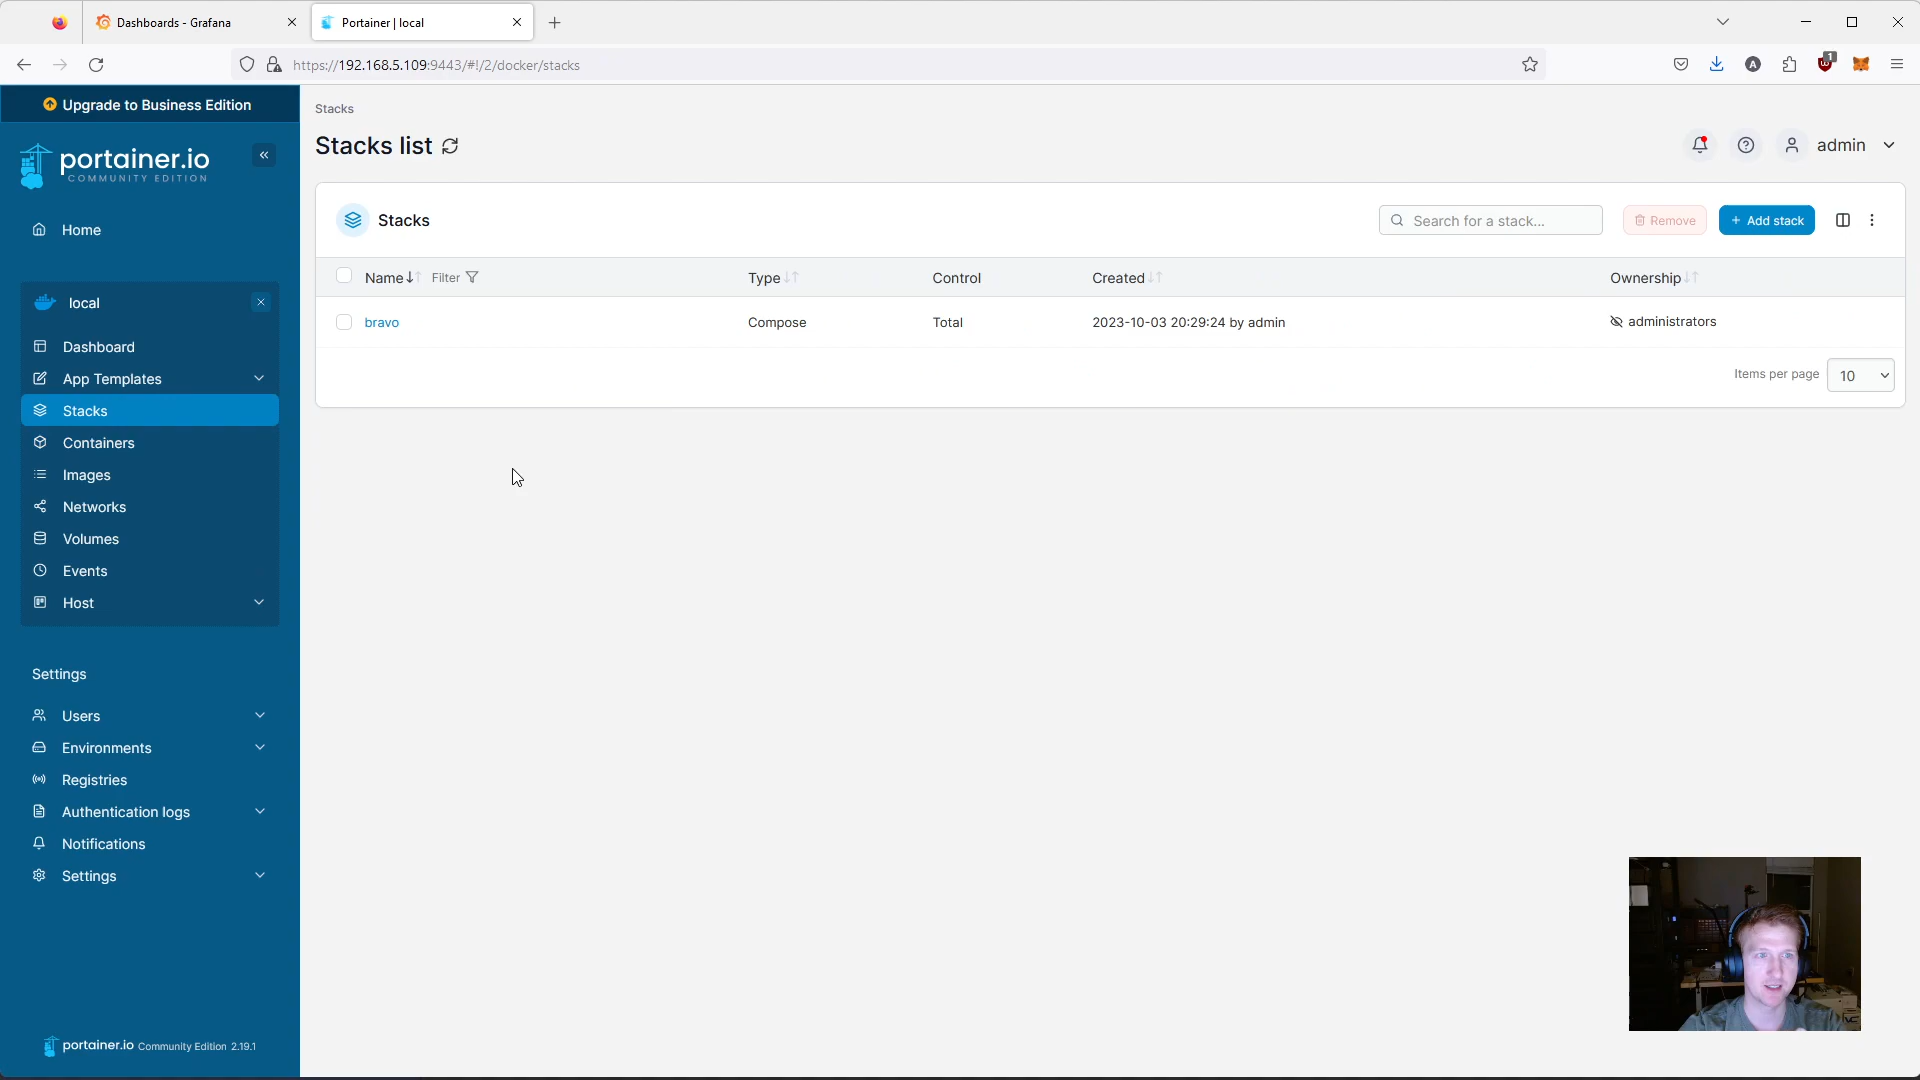 Dashboards - Grafana
Portainer | local
https://192.168.5.109:9443/#!/2/docker/stacks
1
A
Upgrade to Business Edition
portainer.io
COMMUNITY EDITION
Home
local
Dashboard
App Templates
Stacks
Containers
Images
Networks
Volumes
Events
Host
Settings
Users
Environments
Registries
Authentication logs
Notifications
Settings
portainer.io Community Edition 2.19.1
Stacks
Stacks list
admin
Stacks
Search for a stack...
Remove
+ Add stack
Name Filter Type Control Created Ownership
bravo Compose Total 2023-10-03 20:29:24 by admin administrators
Items per page 10